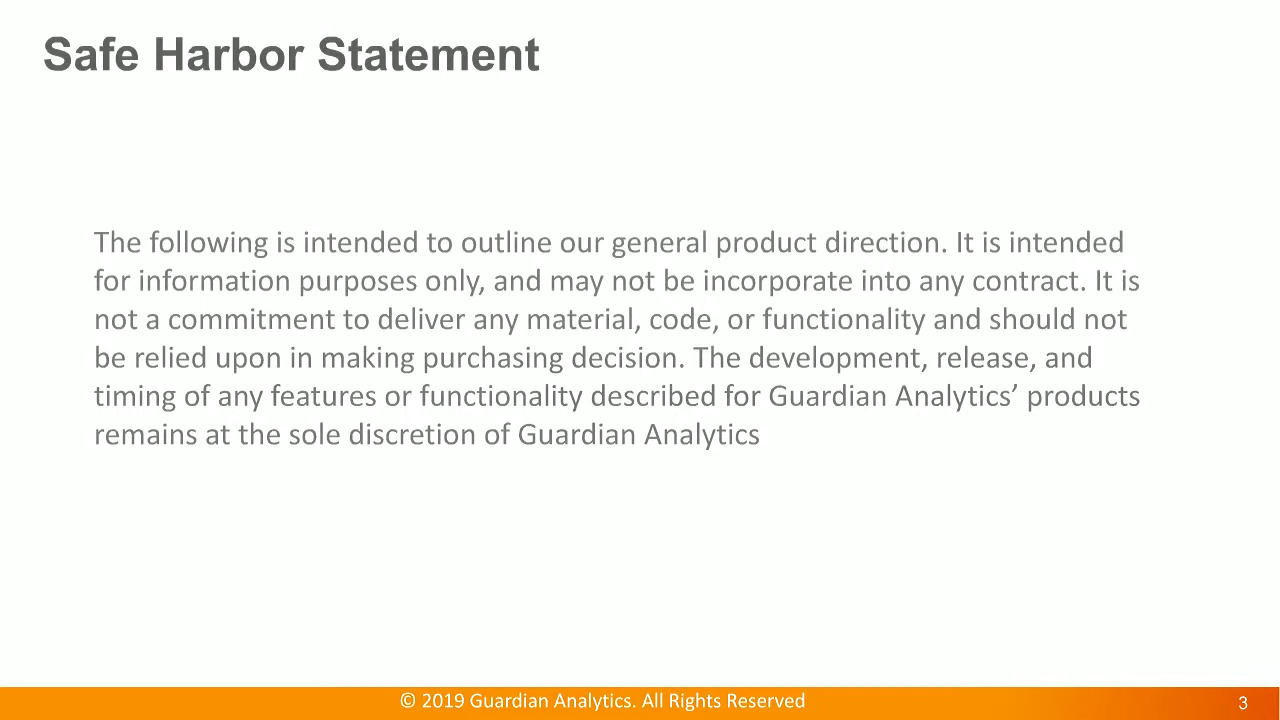 Safe Harbor Statement
The following is intended to outline our general product direction. It is intended
for information purposes only, and may not be incorporate into any contract. It is
not a commitment to deliver any material, code, or functionality and should not
be relied upon in making purchasing decision. The development, release, and
timing of any features or functionality described for Guardian Analytics’ products
remains at the sole discretion of Guardian Analytics
© 2019 Guardian Analytics. All Rights Reserved
3